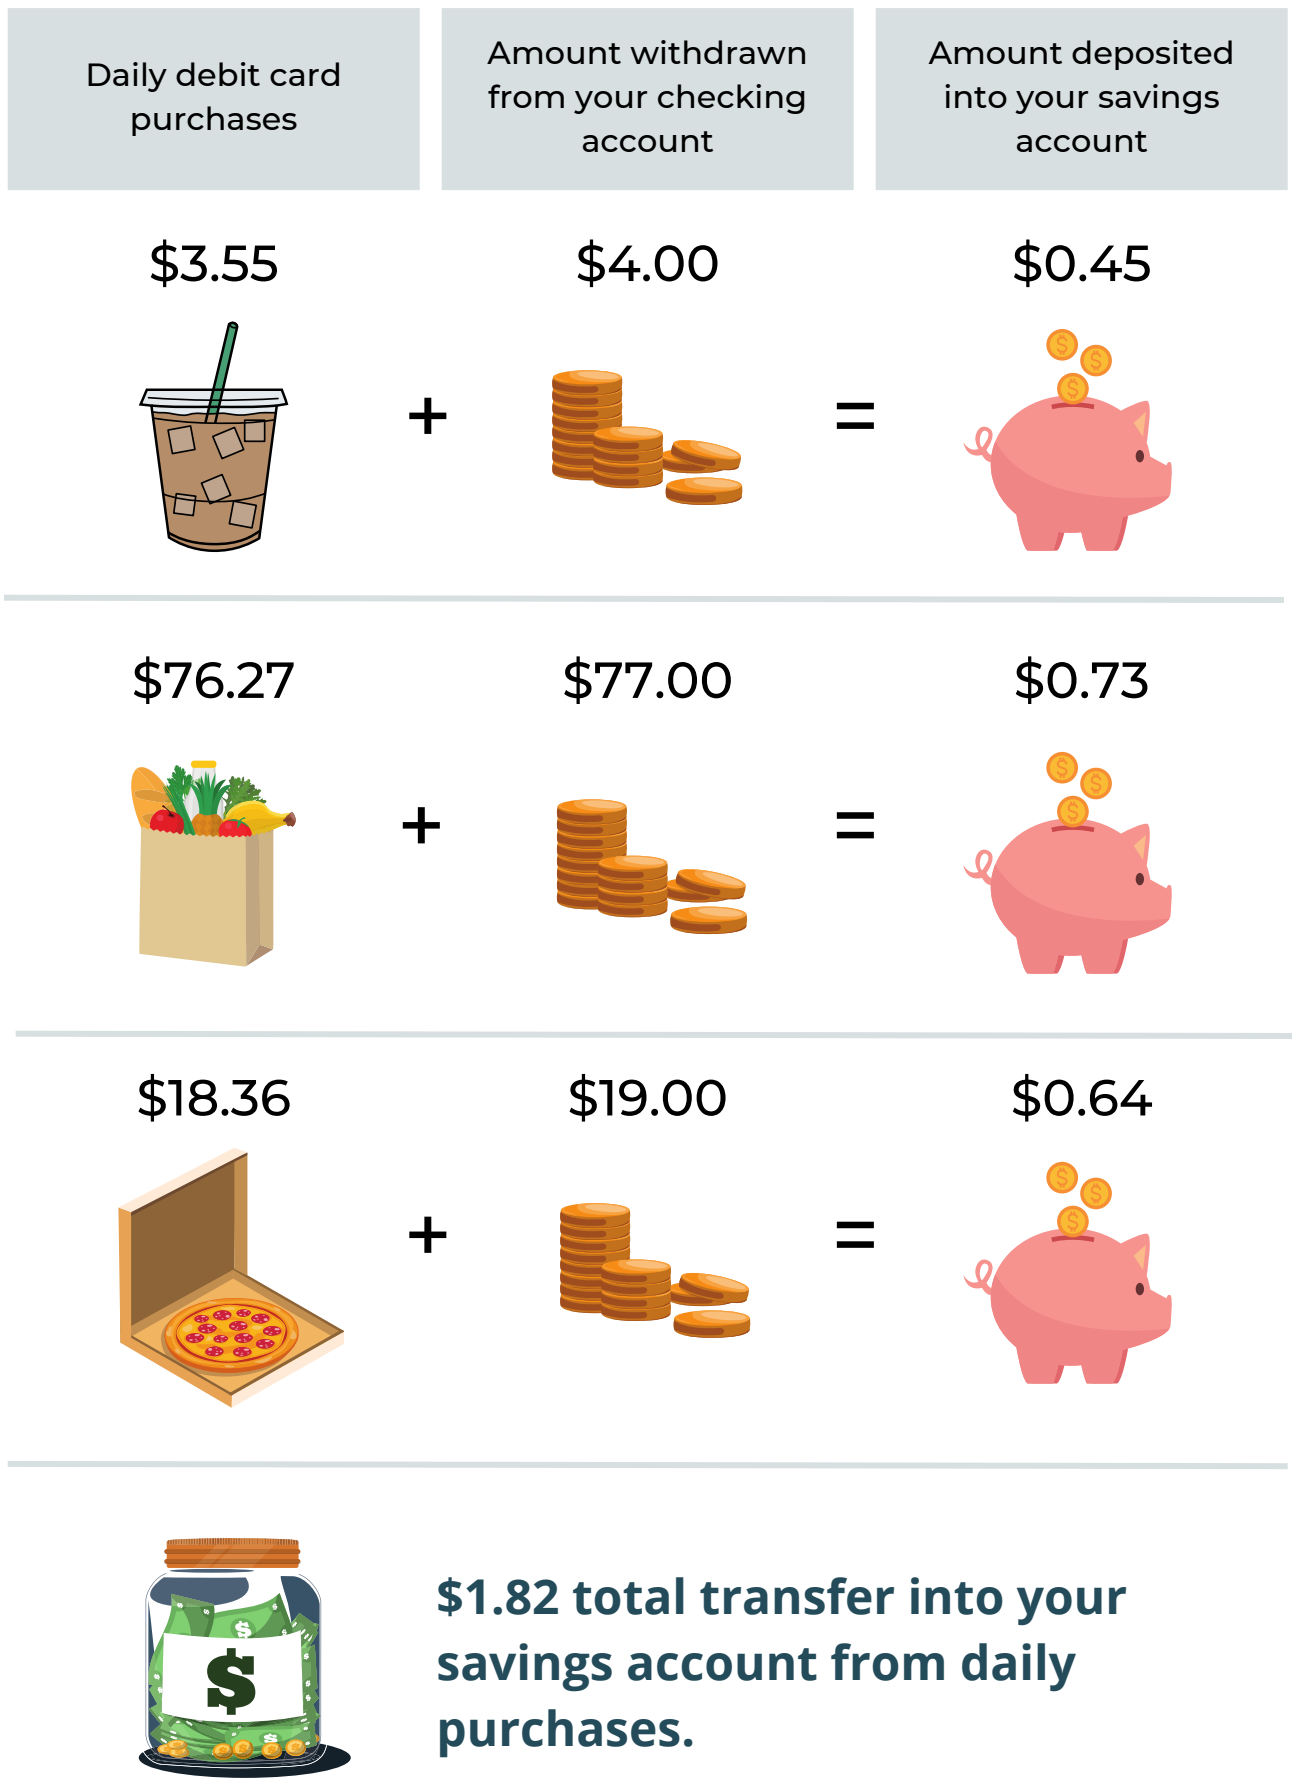 Daily debit card
purchases
Amount withdrawn
from your checking
account
Amount deposited
into your savings
account
$3.55
$4.00
$0.45
+
=
$76.27
$77.00
$0.73
+
=
$18.36
$19.00
$0.64
+
=
$
$1.82 total transfer into your
savings account from daily
purchases.